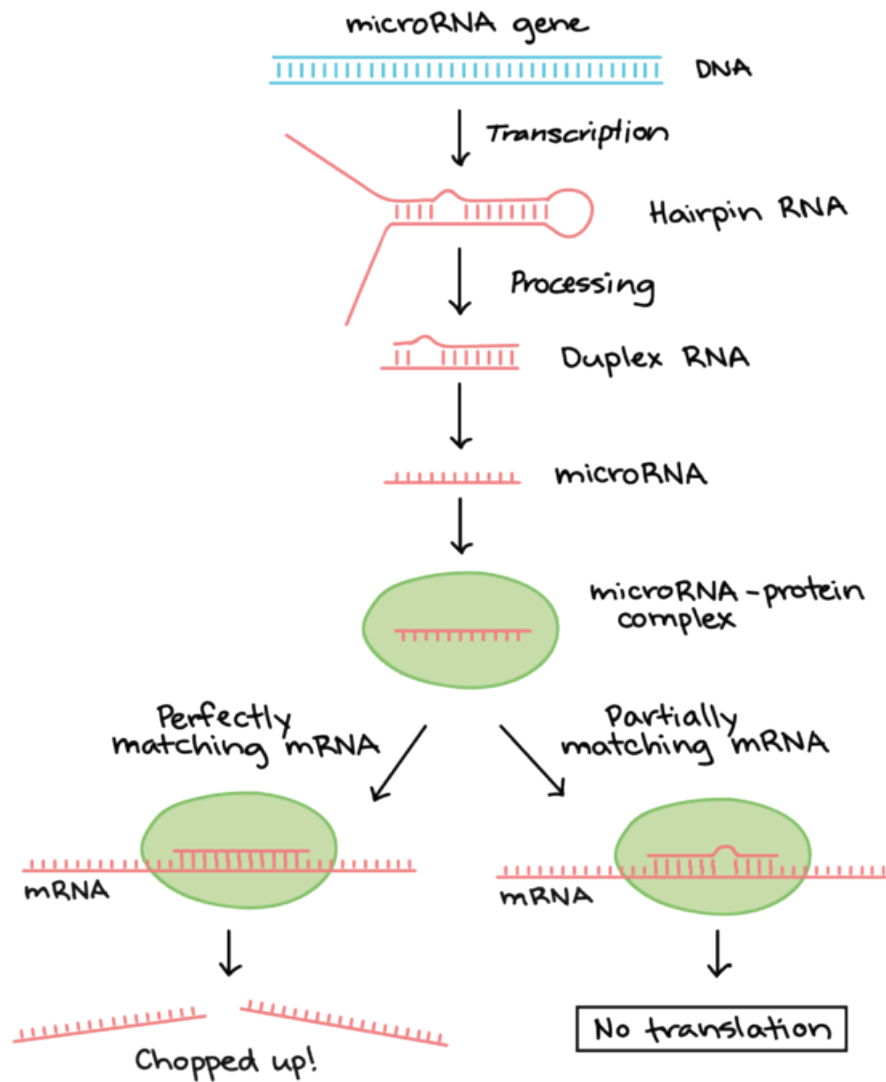 microRNA gene
DNA
Transcription
Hairpin RNA
Processing
Duplex RNA
microRNA
microRNA-protein
complex
Perfectly
matching mRNA
Partially
matching mRNA
mRNA
mRNA
Chopped up!
No translation